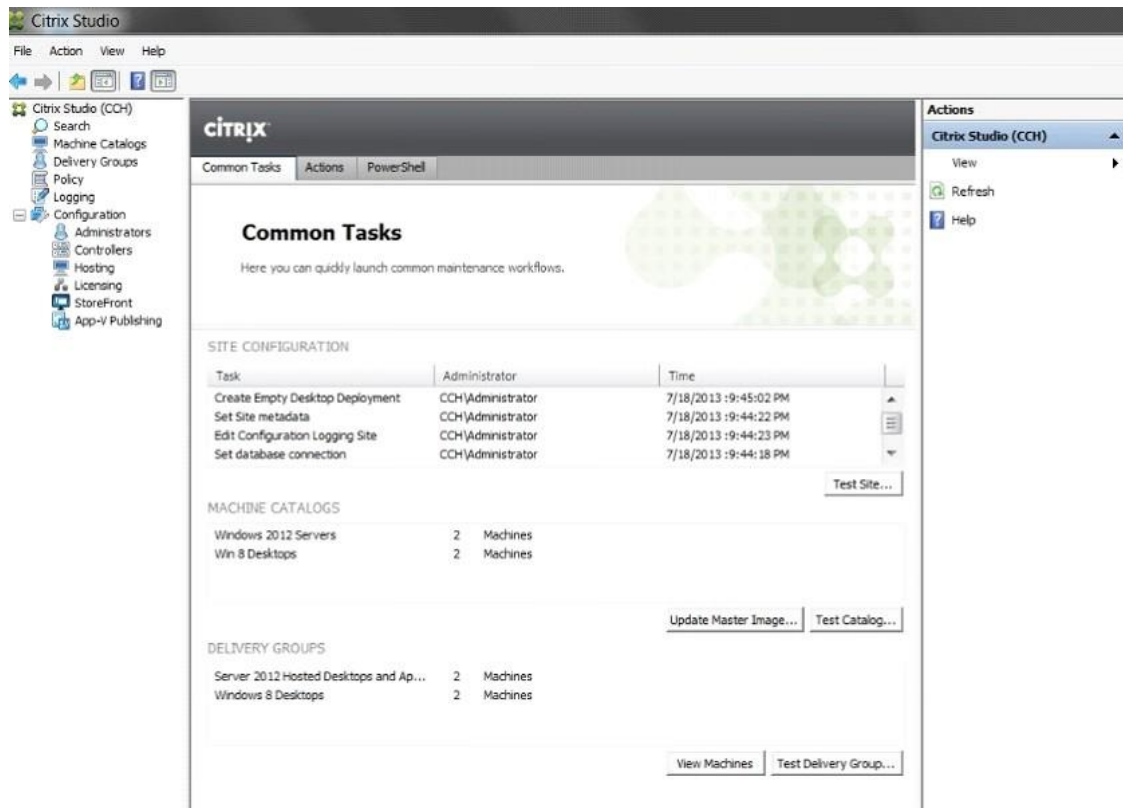 Citrix Studio
File Action View Help
Citrix Studio (CCH)
Search
Machine Catalogs
Delivery Groups
Policy
Logging
Configuration
Administrators
Controllers
Hosting
Licensing
StoreFront
App-V Publishing
CİTRIX
Common Tasks Actions PowerShell
Common Tasks
Here you can quickly launch common maintenance workflows.
SITE CONFIGURATION
Task Administrator Time
Create Empty Desktop Deployment CCH\Administrator 7/18/2013 :9:45:02 PM
Set Site metadata CCH\Administrator 7/18/2013 :9:44:22 PM
Edit Configuration Logging Site CCH\Administrator 7/18/2013 :9:44:23 PM
Set database connection CCH\Administrator 7/18/2013 :9:44:18 PM
Test Site...
MACHINE CATALOGS
Windows 2012 Servers 2 Machines
Win 8 Desktops 2 Machines
Update Master Image... Test Catalog...
DELIVERY GROUPS
Server 2012 Hosted Desktops and Ap... 2 Machines
Windows 8 Desktops 2 Machines
View Machines Test Delivery Group...
Actions
Citrix Studio (CCH)
View
Refresh
Help